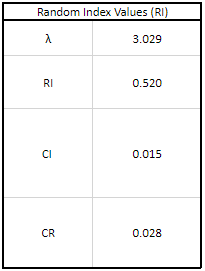 Random Index Values (RI)
λ 3.029
RI 0.520
CI 0.015
CR 0.028